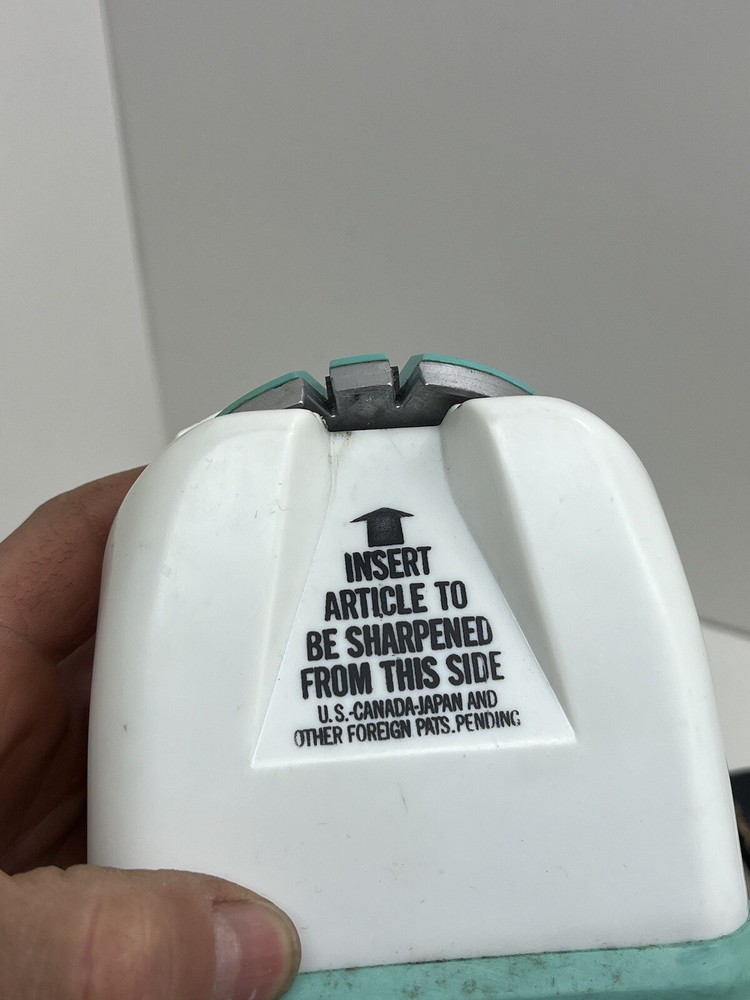 INSERT
ARTICLE TO
BE SHARPENED
FROM THIS SIDE
U.S.-CANADA-JAPAN AND
OTHER FOREIGN PATS.PENDING